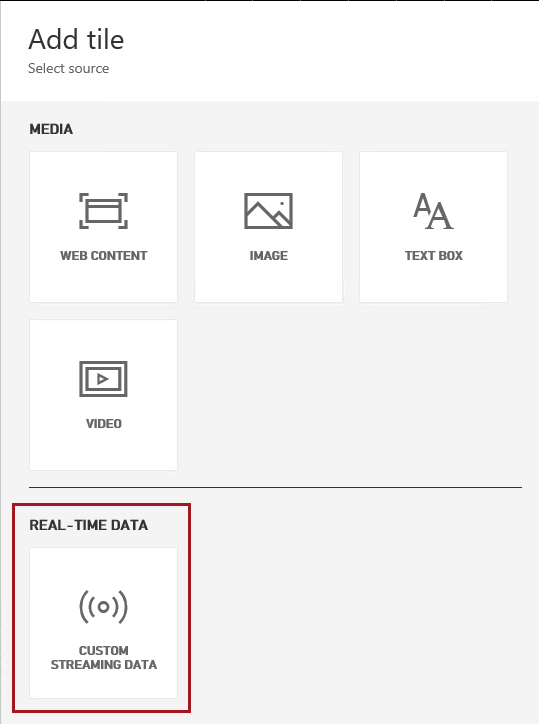 Add tile
Select source
MEDIA
WEB CONTENT
IMAGE
TEXT BOX
VIDEO
REAL-TIME DATA
CUSTOM
STREAMING DATA